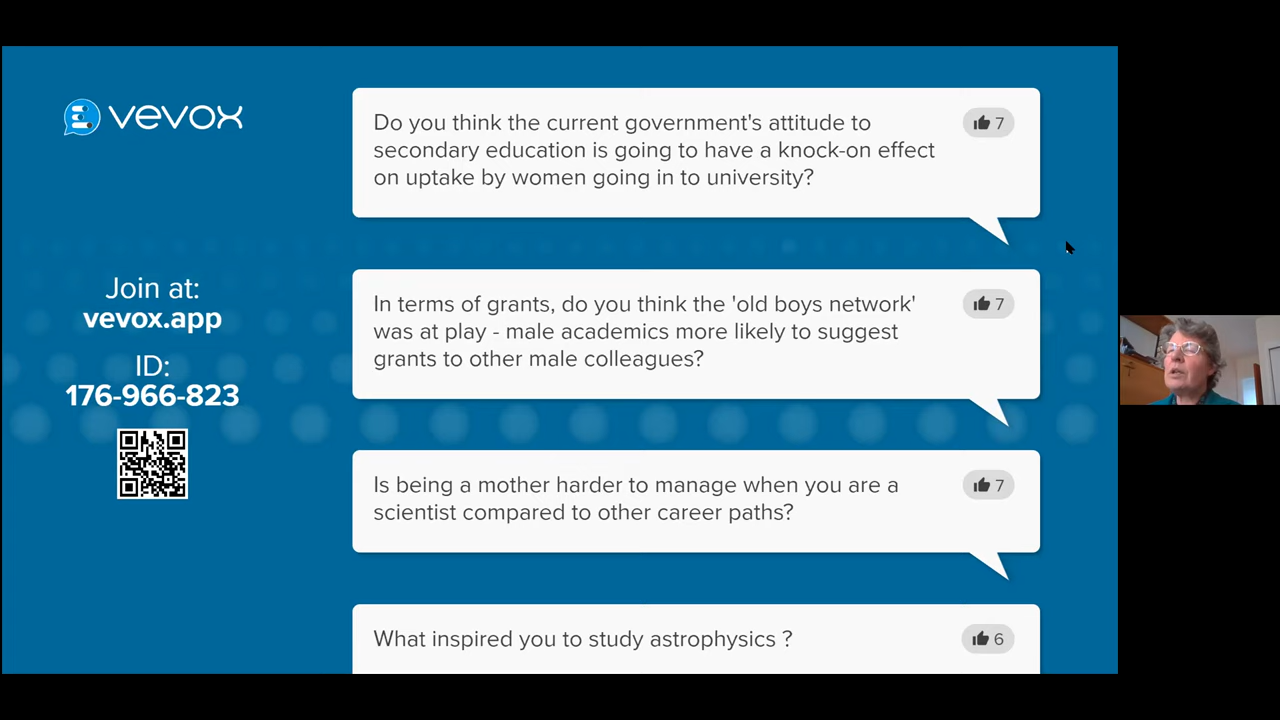 vevox
Join at:
vevox.app
ID:
176-966-823
Do you think the current government's attitude to
secondary education is going to have a knock-on effect
on uptake by women going in to university?
7
In terms of grants, do you think the 'old boys network'
was at play - male academics more likely to suggest
grants to other male colleagues?
7
Is being a mother harder to manage when you are a
scientist compared to other career paths?
7
What inspired you to study astrophysics ?
6